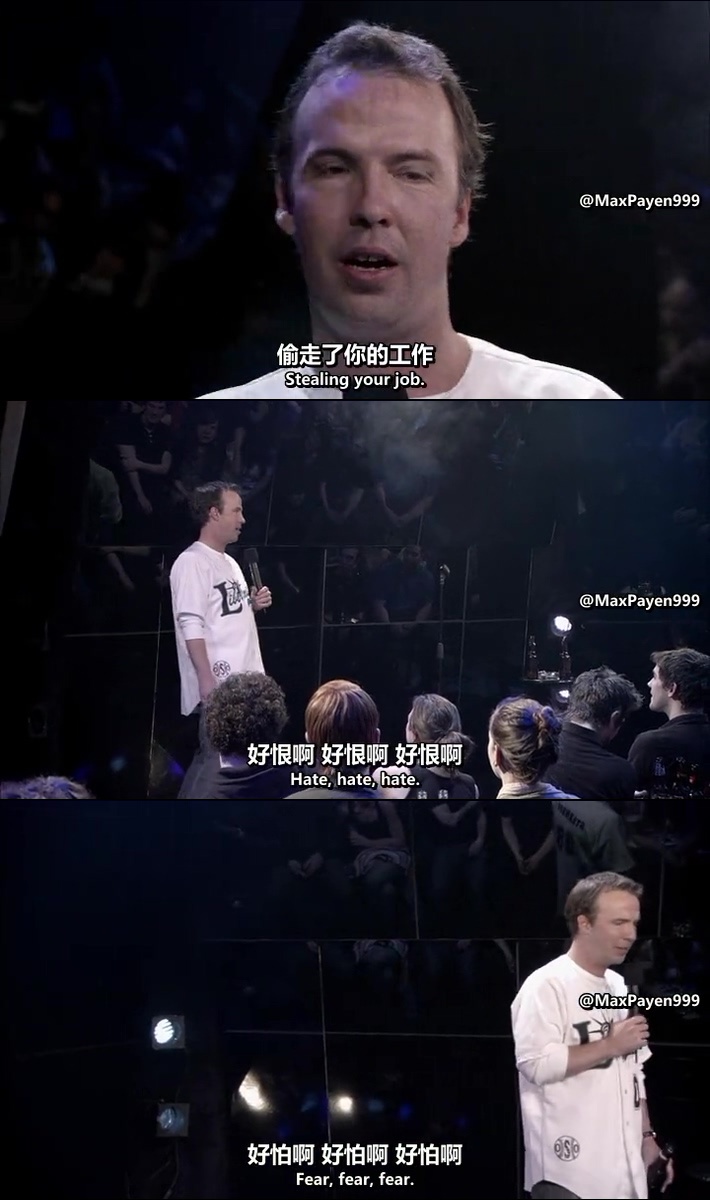 @MaxPayen999
偷走了你的工作
Stealing your job.
@MaxPayen999
好恨啊 好恨啊 好恨啊
Hate, hate, hate.
@MaxPayen999
好怕啊 好怕啊 好怕啊
Fear, fear, fear.